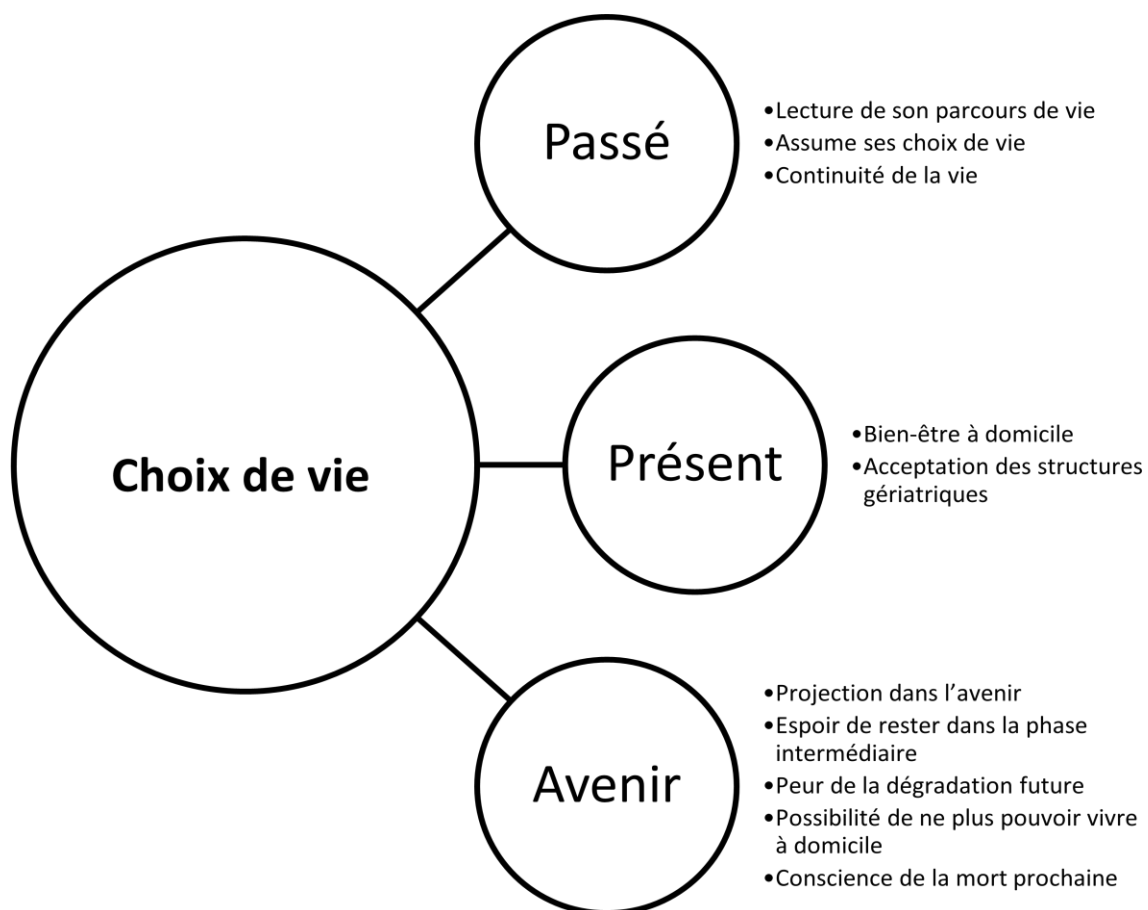 Passé
•Lecture de son parcours de vie
•Assume ses choix de vie
•Continuité de la vie
Choix de vie
Présent
•Bien-être à domicile
•Acceptation des structures
gériatriques
Avenir
•Projection dans l’avenir
•Espoir de rester dans la phase
intermédiaire
•Peur de la dégradation future
•Possibilité de ne plus pouvoir vivre
à domicile
•Conscience de la mort prochaine